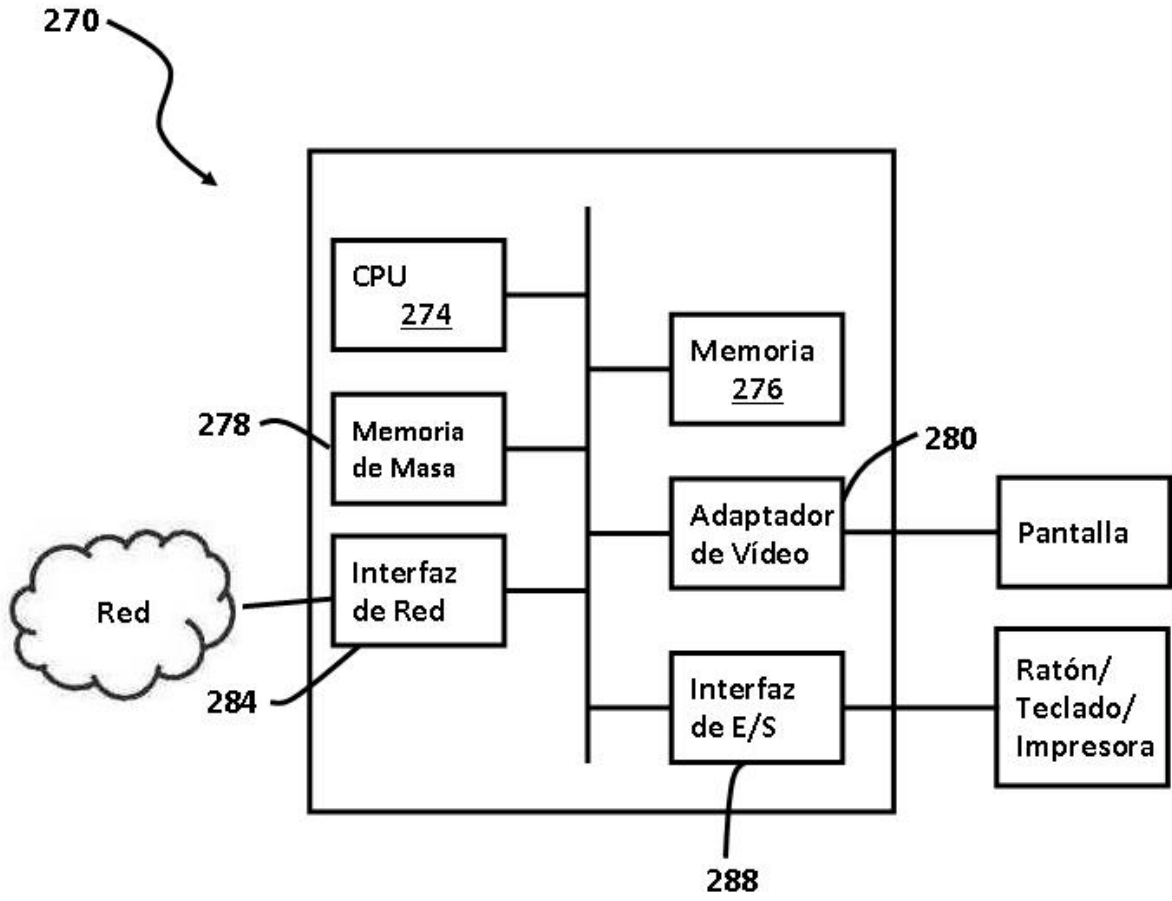 270
CPU
274
Memoria
276
278
Memoria
de Masa
280
Adaptador
de Vídeo
Pantalla
Interfaz
de Red
Red
284
Interfaz
de E/S
Ratón/
Teclado/
Impresora
288